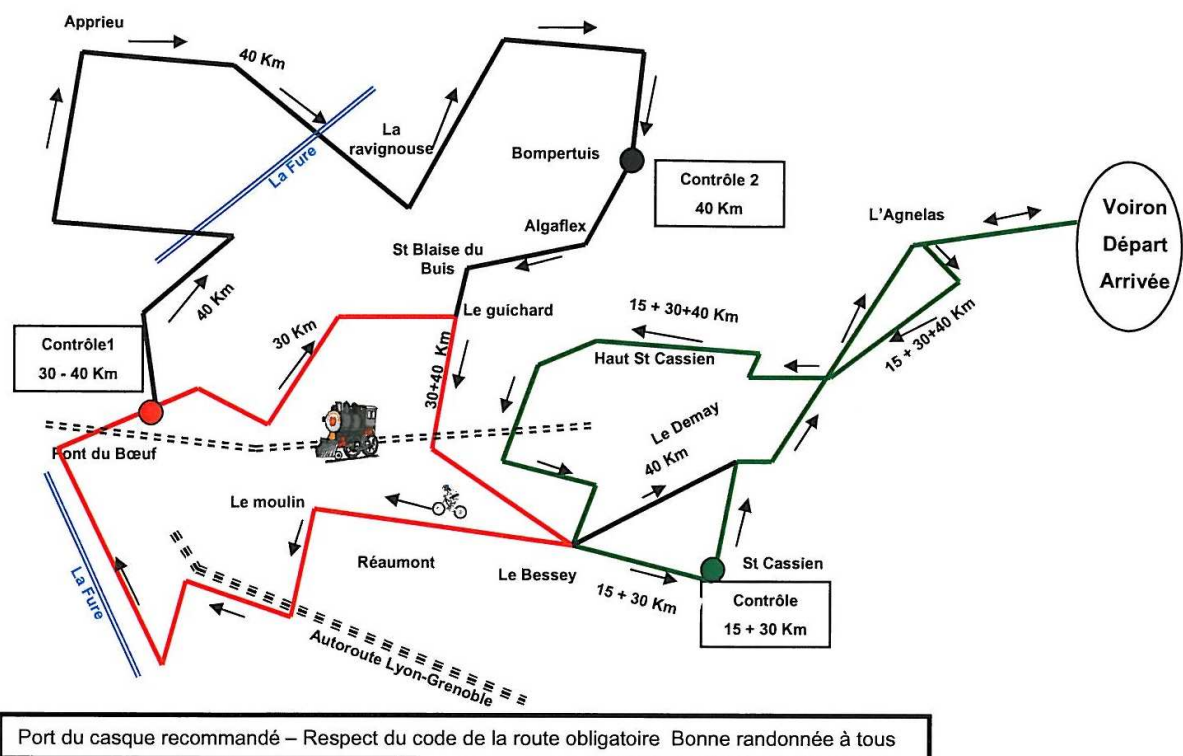 Apprieu
40 Km
La
ravignouse
La Fure
Bompertuis
Contrôle 2
40 Km
L'Agnelas
Voiron
Départ
Arrivée
Algaflex
St Blaise du
Buis
40 Km
Le guichard
15 + 30+40 Km
15 + 30+40 Km
Contrôle1
30 - 40 Km
30 Km
30+40 Km
Haut St Cassien
Le Demay
40 Km
Pont du Bœuf
Le moulin
Réaumont
Le Bessey
St Cassien
La Fure
15 + 30 Km
Contrôle
15 + 30 Km
Autoroute Lyon-Grenoble
Port du casque recommandé – Respect du code de la route obligatoire Bonne randonnée à tous